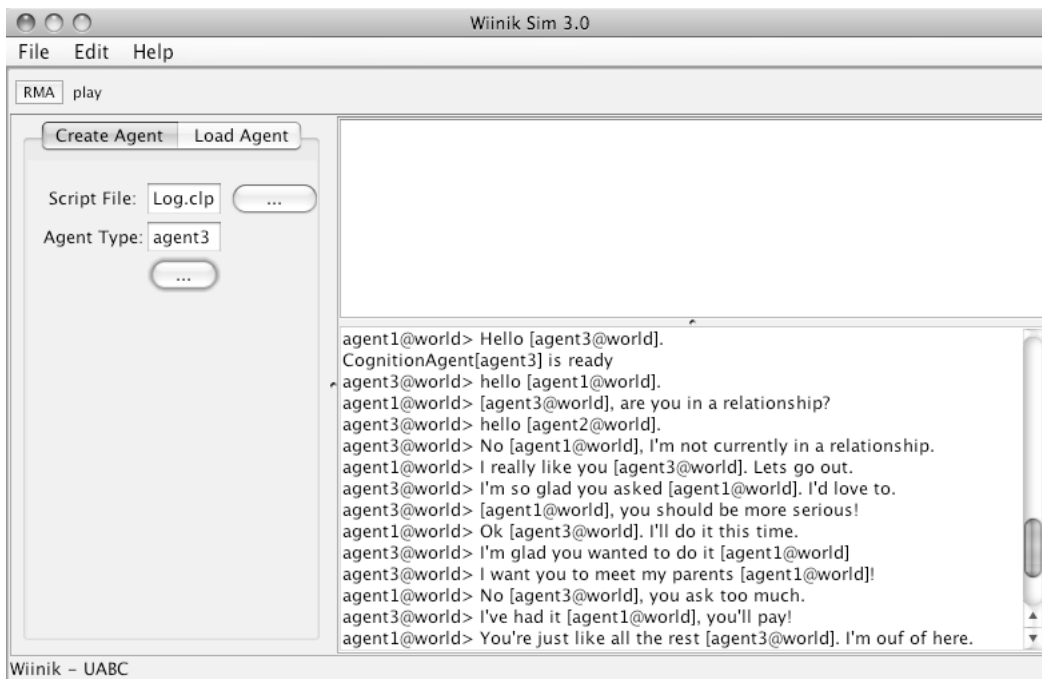 Wiinik Sim 3.0
File Edit Help
RMA play
Create Agent Load Agent
Script File: Log.clp ...
Agent Type: agent3
...
agent1@world> Hello [agent3@world].
CognitionAgent[agent3] is ready
agent3@world> hello [agent1@world].
agent1@world> [agent3@world], are you in a relationship?
agent3@world> hello [agent2@world].
agent3@world> No [agent1@world], I'm not currently in a relationship.
agent1@world> I really like you [agent3@world]. Lets go out.
agent3@world> I'm so glad you asked [agent1@world]. I'd love to.
agent3@world> [agent1@world], you should be more serious!
agent1@world> Ok [agent3@world]. I'll do it this time.
agent3@world> I'm glad you wanted to do it [agent1@world]
agent3@world> I want you to meet my parents [agent1@world]!
agent1@world> No [agent3@world], you ask too much.
agent3@world> I've had it [agent1@world], you'll pay!
agent1@world> You're just like all the rest [agent3@world]. I'm ouf of here.
Wiinik – UABC